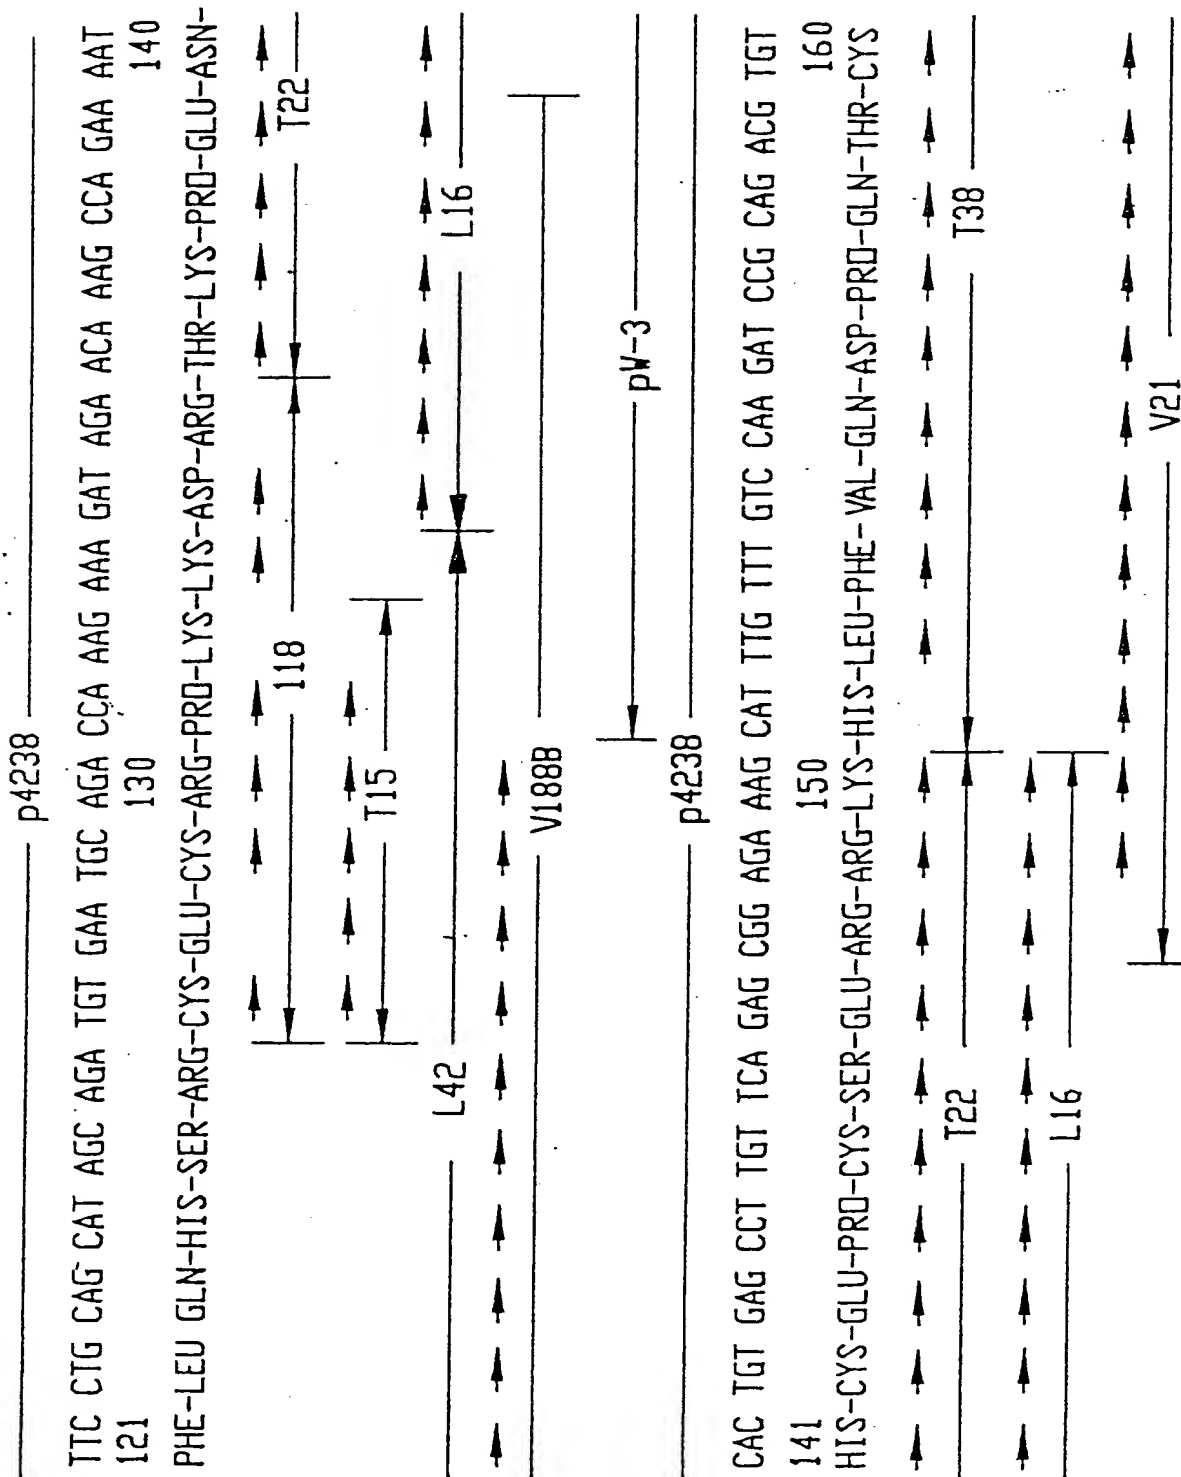 p4238
TTC CTG CAG CAT AGC AGA TGT GAA TGC AGA CCA AAG AAA GAT AGA ACA AAG CCA GAA AAT
121 130 140
PHE-LEU GLN-HIS-SER-ARG-CYS-GLU-CYS-ARG-PRO-LYS-LYS-ASP-ARG-THR-LYS-PRO-GLU-ASN-
118 T22
T15
L42 L16
V188B
pW-3
p4238
CAC TGT GAG CCT TGT TCA GAG CGG AGA AAG CAT TTG TTT GTC CAA GAT CCG CAG ACG TGT
141 150 160
HIS-CYS-GLU-PRO-CYS-SER-GLU-ARG-ARG-LYS-HIS-LEU-PHE-VAL-GLN-ASP-PRO-GLN-THR-CYS
T22 T38
L16
V21